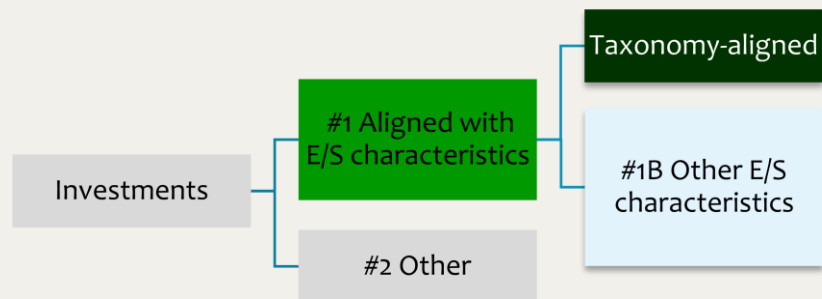 Taxonomy-aligned
#1 Aligned with
E/S characteristics
#1B Other E/S
characteristics
Investments
#2 Other